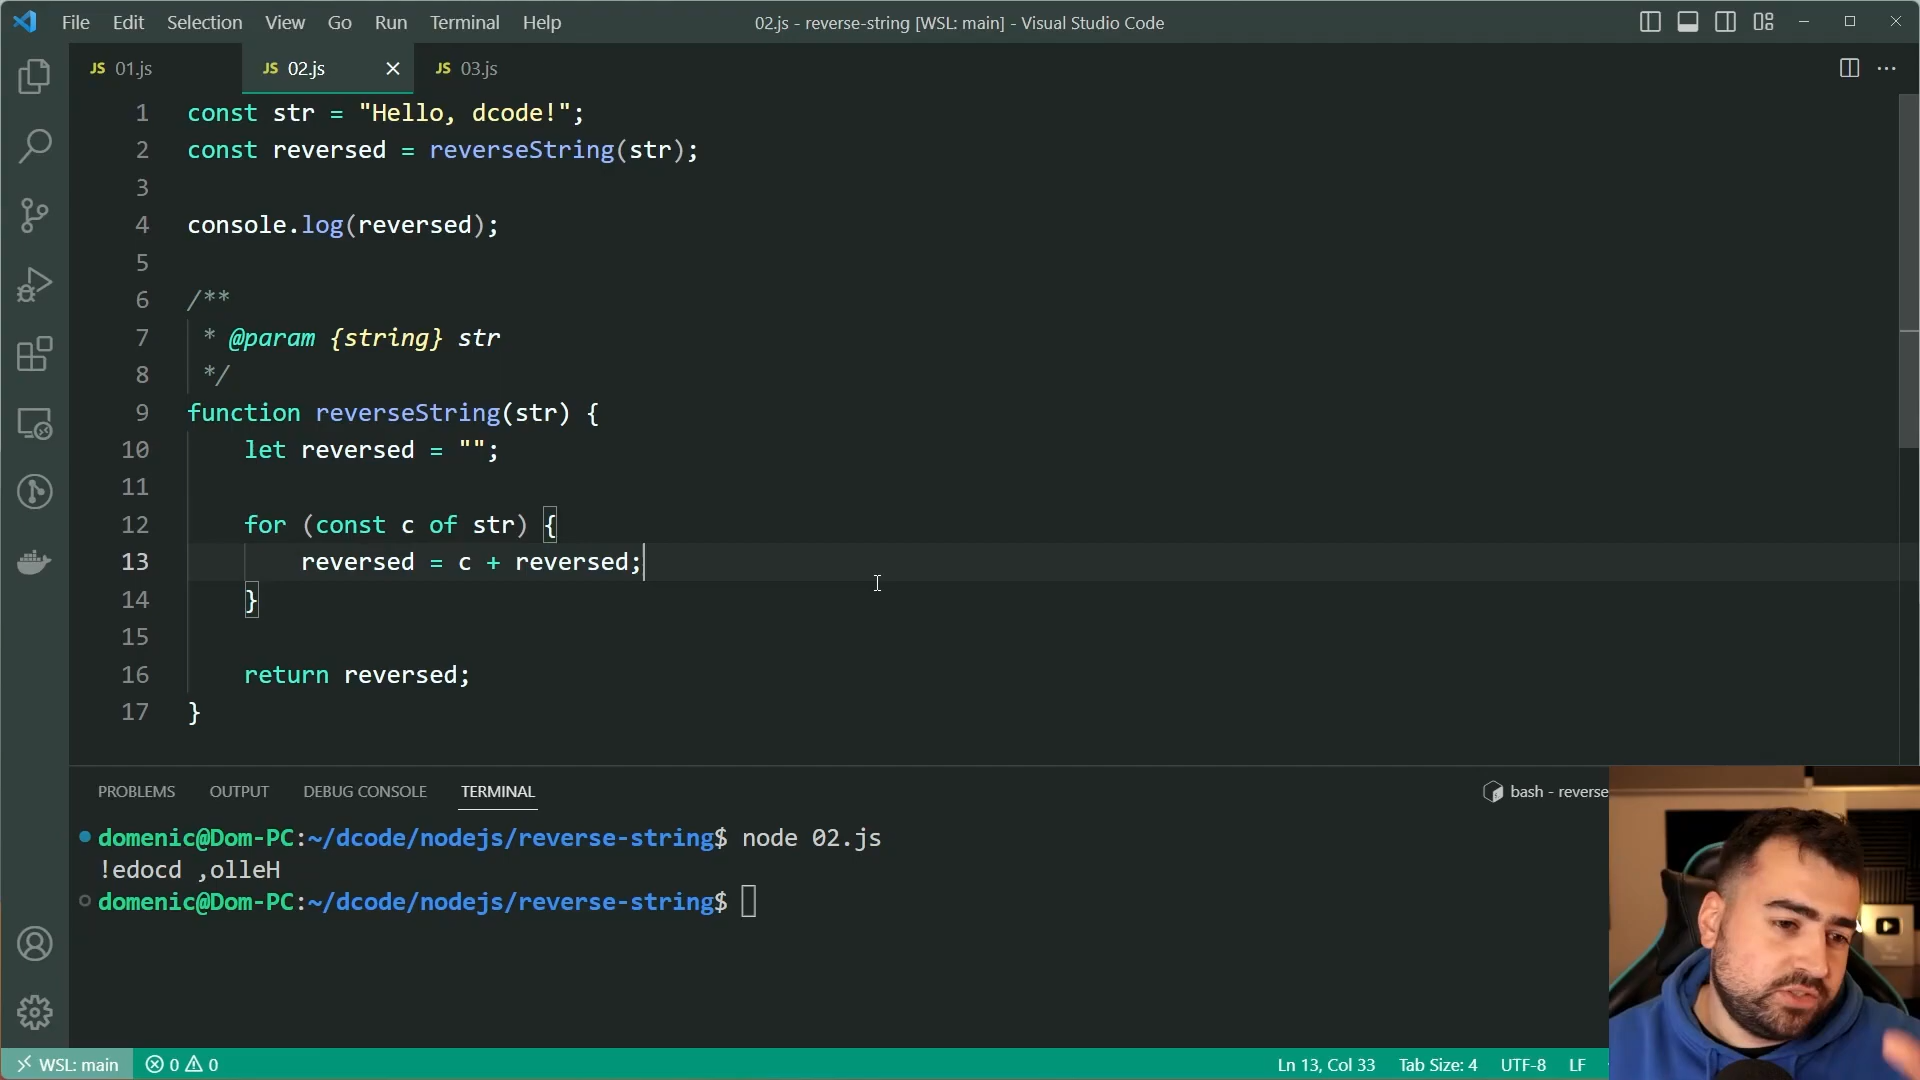 File Edit Selection View Go Run Terminal Help
02.js - reverse-string [WSL: main] - Visual Studio Code
JS 01.js
JS 02.js
JS 03.js
1 const str = "Hello, dcode!";
2 const reversed = reverseString(str);
3
4 console.log(reversed);
5
6 /**
7 * @param {string} str
8 */
9 function reverseString(str) {
10 let reversed = "";
11
12 for (const c of str) {
13 reversed = c + reversed;
14 }
15
16 return reversed;
17 }
PROBLEMS OUTPUT DEBUG CONSOLE TERMINAL
bash - reverse
domenic@Dom-PC:~/dcode/nodejs/reverse-string$ node 02.js
!edocd ,olleH
domenic@Dom-PC:~/dcode/nodejs/reverse-string$
WSL: main 0 0 Ln 13, Col 33 Tab Size: 4 UTF-8 LF